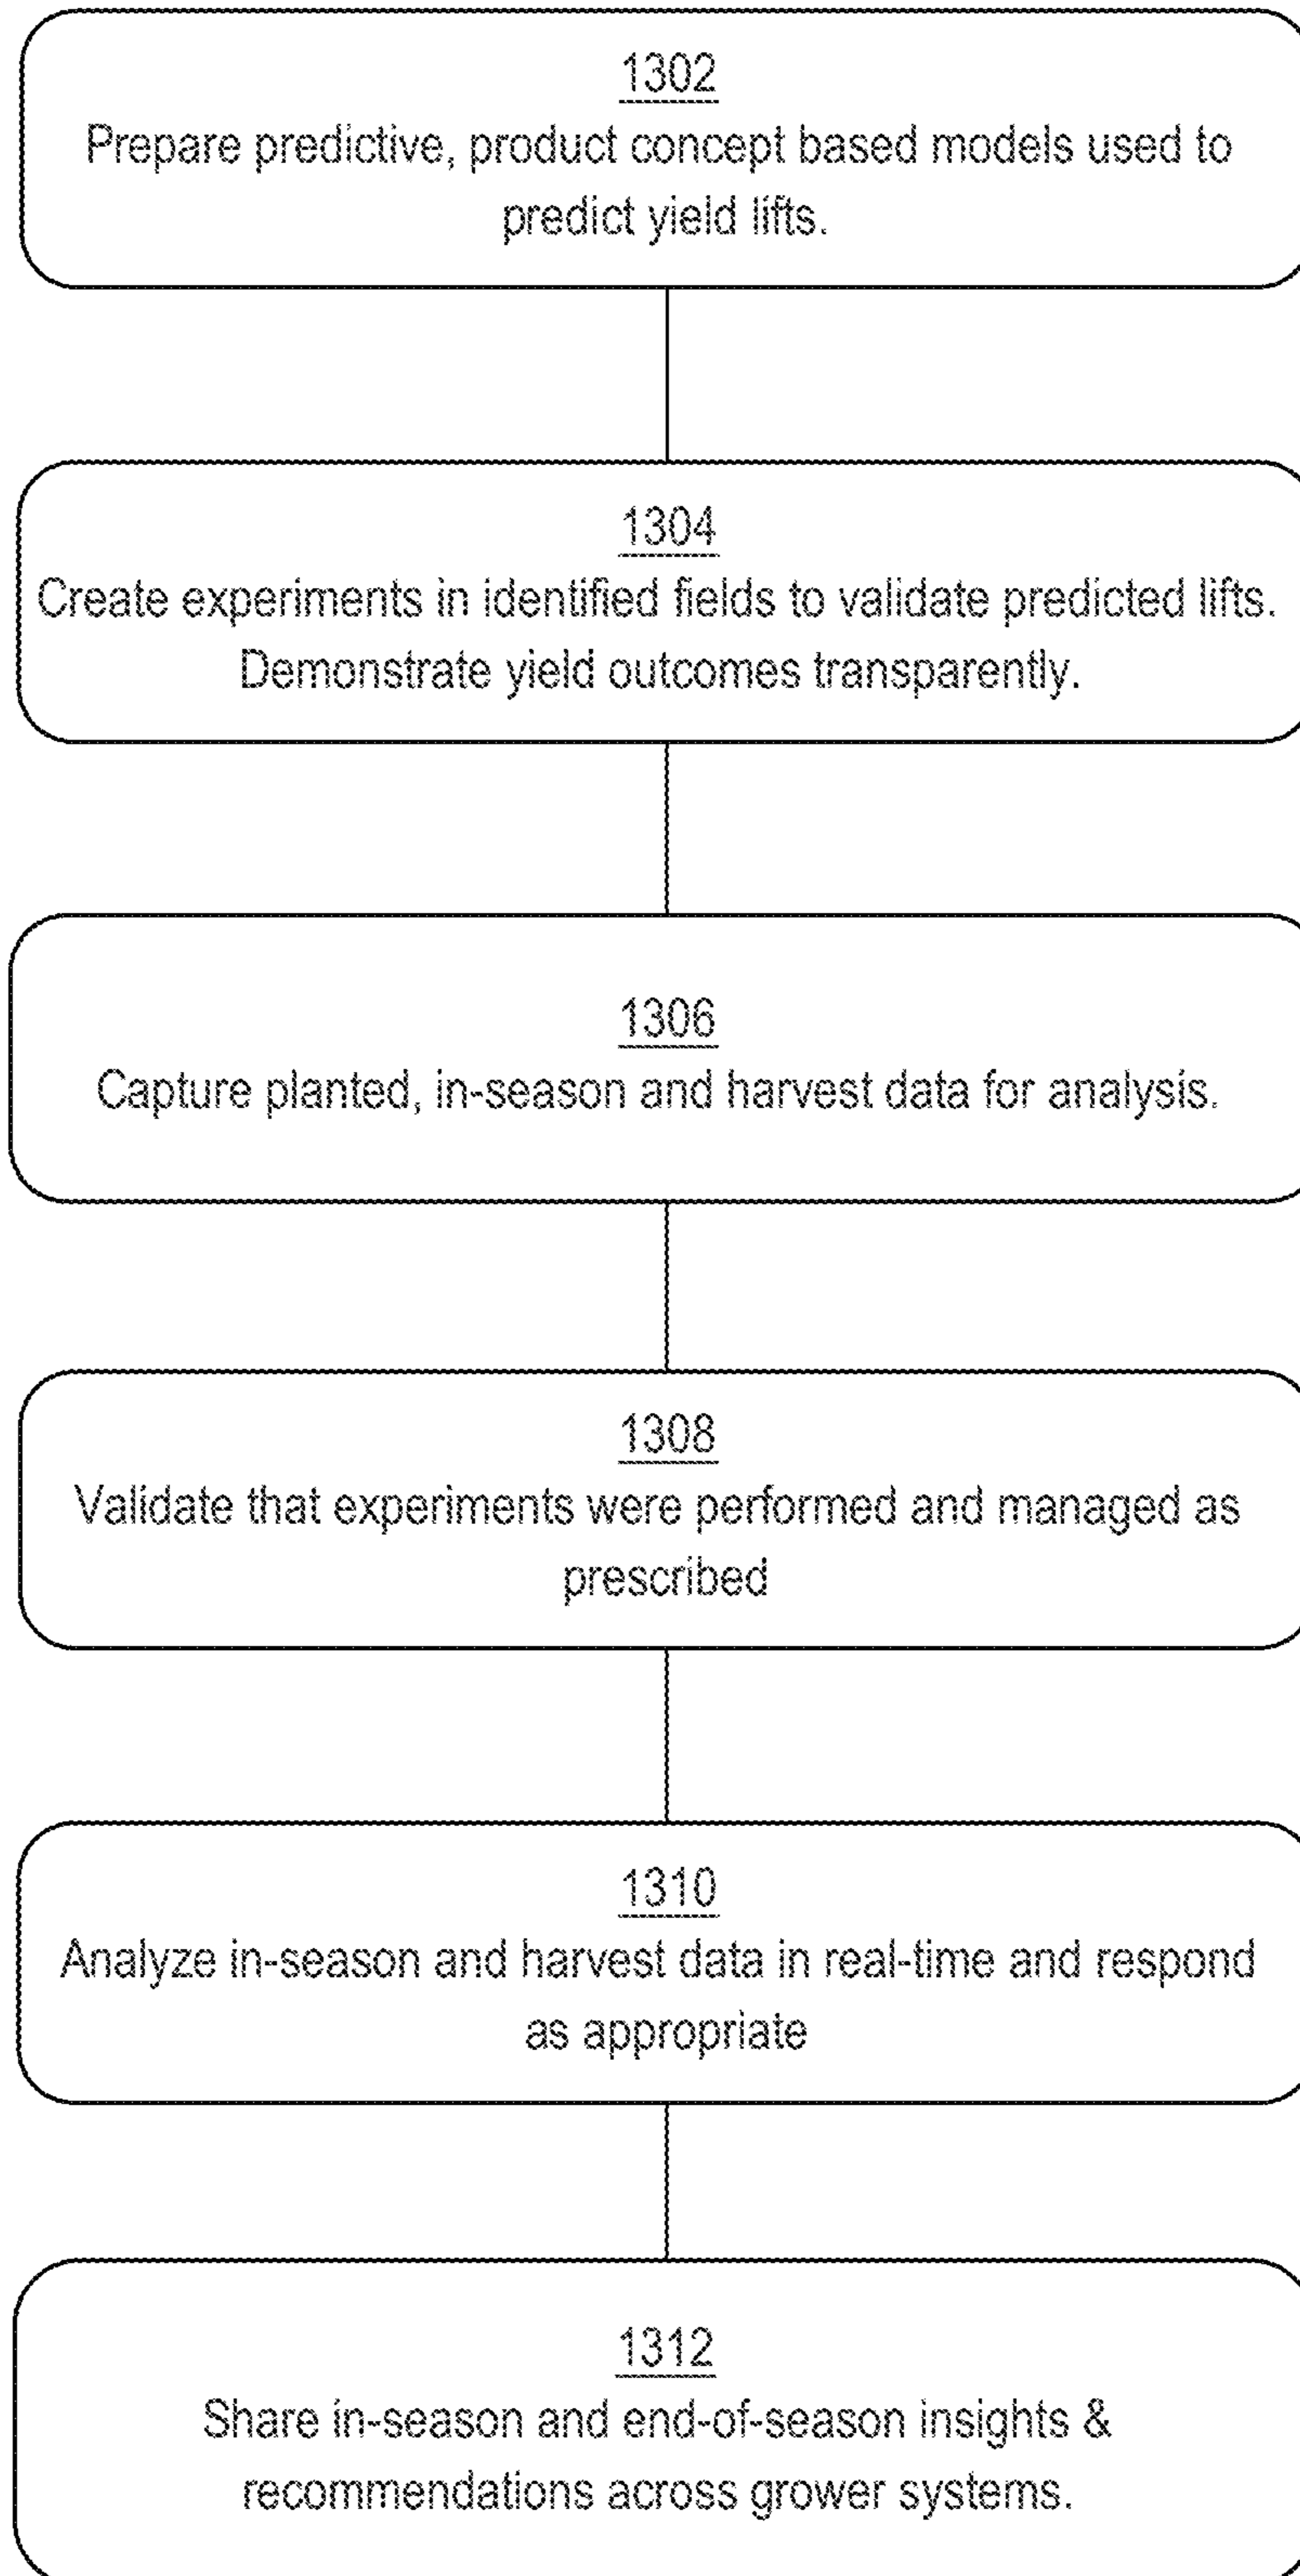 1302
Prepare predictive, product concept based models used to
predict yield lifts.
1304
Create experiments in identified fields to validate predicted lifts.
Demonstrate yield outcomes transparently.
1306
Capture planted, in-season and harvest data for analysis.
1308
Validate that experiments were performed and managed as
prescribed
1310
Analyze in-season and harvest data in real-time and respond
as appropriate
1312
Share in-season and end-of-season insights &
recommendations across grower systems.